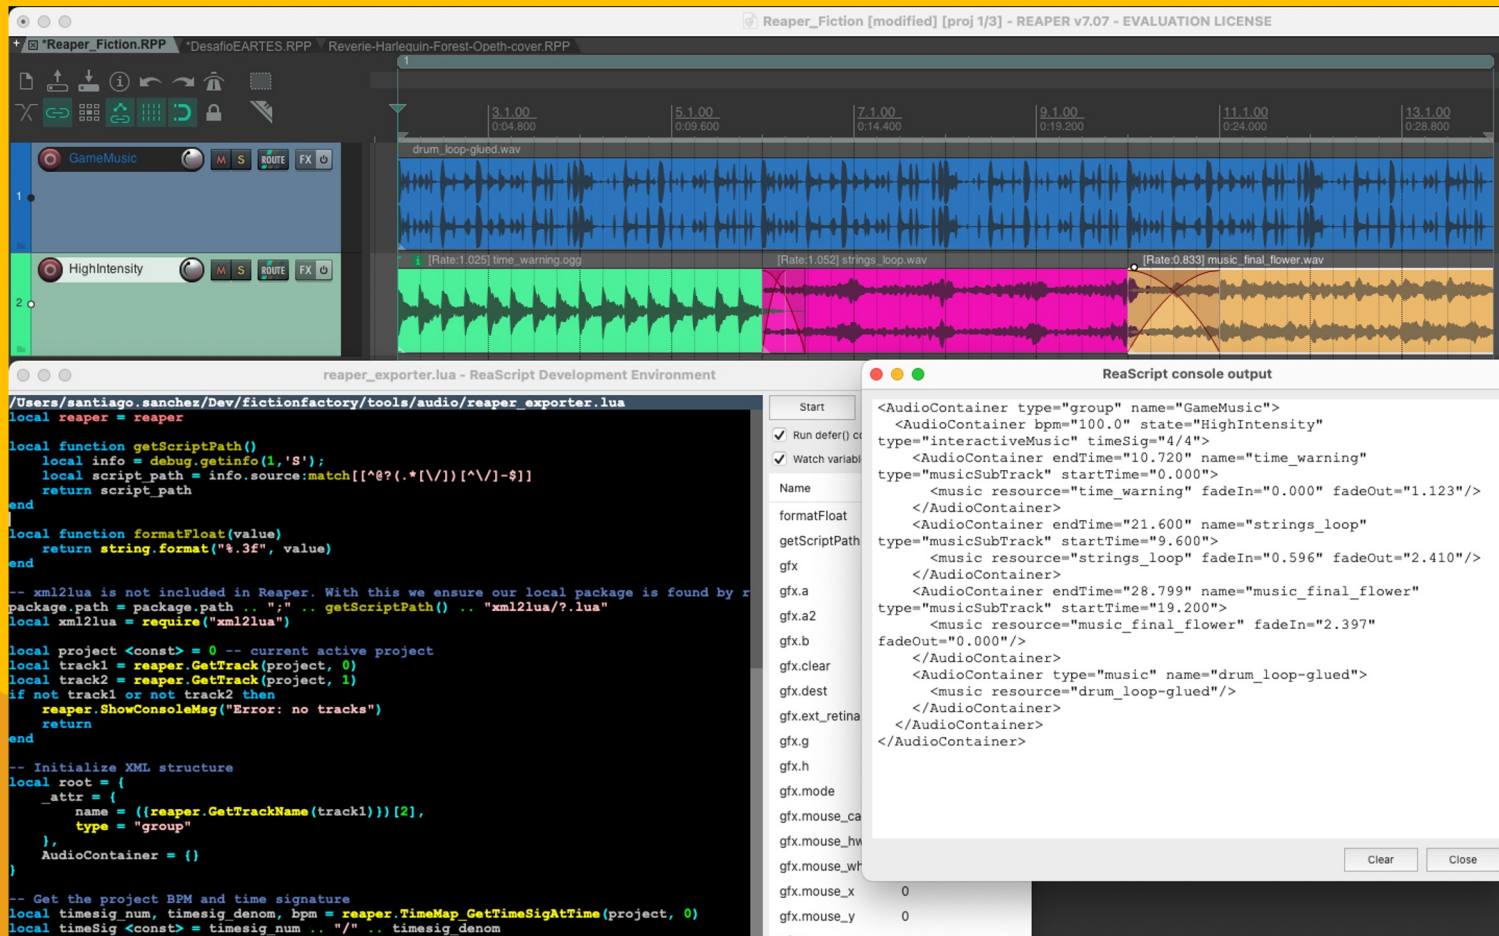 Reaper_Fiction [modified] [proj 1/3] - REAPER v7.07 - EVALUATION LICENSE
*Reaper_Fiction.RPP
*DesafioEARTES.RPP
Reverie-Harlequin-Forest-Opeth-cover.RPP
1
3.1.00
0:04.800
5.1.00
0:09.600
7.1.00
0:14.400
9.1.00
0:19.200
11.1.00
0:24.000
13.1.00
0:28.800
1
GameMusic
M
S
ROUTE
FX
drum_loop-glued.wav
2
HighIntensity
M
S
ROUTE
FX
i
[Rate:1.025] time_warning.ogg
[Rate:1.052] strings_loop.wav
[Rate:0.833] music_final_flower.wav
reaper_exporter.lua - ReaScript Development Environment
/Users/santiago.sanchez/Dev/fictionfactory/tools/audio/reaper_exporter.lua
local reaper = reaper
local function getScriptPath()
local info = debug.getinfo(1,'S');
local script_path = info.source:match[[^@?(.*[\/])[^\/]-$]]
return script_path
end
local function formatFloat(value)
return string.format("%.3f", value)
end
-- xml2lua is not included in Reaper. With this we ensure our local package is found by r
package.path = package.path .. ";" .. getScriptPath() .. "xml2lua/?.lua"
local xml2lua = require("xml2lua")
local project <const> = 0 -- current active project
local track1 = reaper.GetTrack(project, 0)
local track2 = reaper.GetTrack(project, 1)
if not track1 or not track2 then
reaper.ShowConsoleMsg("Error: no tracks")
return
end
-- Initialize XML structure
local root = {
_attr = {
name = ({reaper.GetTrackName(track1)})[2],
type = "group"
},
AudioContainer = {}
}
-- Get the project BPM and time signature
local timesig_num, timesig_denom, bpm = reaper.TimeMap_GetTimeSigAtTime(project, 0)
local timeSig <const> = timesig_num .. "/" .. timesig_denom
Start
Run defer() co
Watch variabl
Name
formatFloat
getScriptPath
gfx
gfx.a
gfx.a2
gfx.b
gfx.clear
gfx.dest
gfx.ext_retina
gfx.g
gfx.h
gfx.mode
gfx.mouse_ca
gfx.mouse_hw
gfx.mouse_wh
gfx.mouse_x 0
gfx.mouse_y 0
ReaScript console output
<AudioContainer type="group" name="GameMusic">
<AudioContainer bpm="100.0" state="HighIntensity"
type="interactiveMusic" timeSig="4/4">
<AudioContainer endTime="10.720" name="time_warning"
type="musicSubTrack" startTime="0.000">
<music resource="time_warning" fadeIn="0.000" fadeOut="1.123"/>
</AudioContainer>
<AudioContainer endTime="21.600" name="strings_loop"
type="musicSubTrack" startTime="9.600">
<music resource="strings_loop" fadeIn="0.596" fadeOut="2.410"/>
</AudioContainer>
<AudioContainer endTime="28.799" name="music_final_flower"
type="musicSubTrack" startTime="19.200">
<music resource="music_final_flower" fadeIn="2.397"
fadeOut="0.000"/>
</AudioContainer>
<AudioContainer type="music" name="drum_loop-glued">
<music resource="drum_loop-glued"/>
</AudioContainer>
</AudioContainer>
</AudioContainer>
Clear
Close